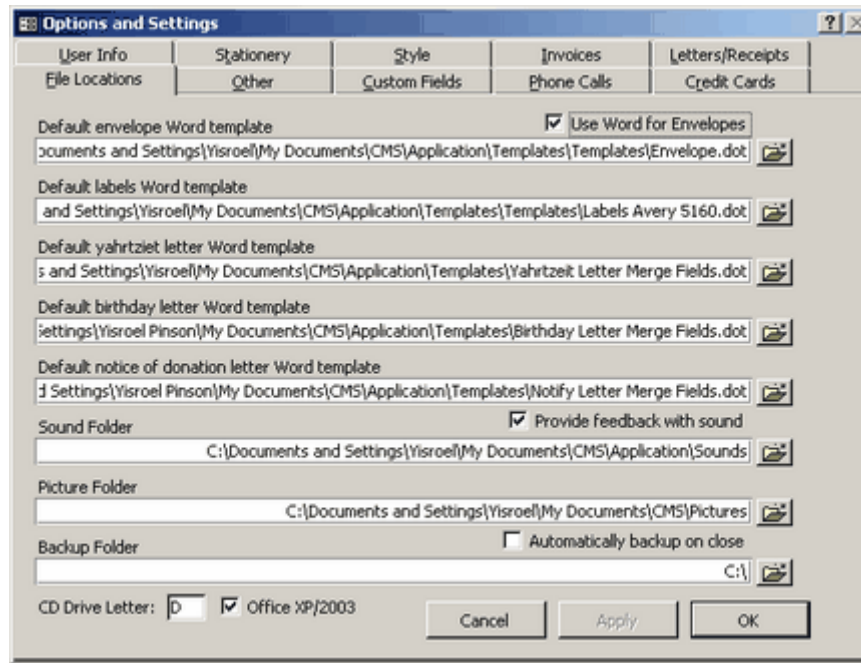 Options and Settings
User Info Stationery Style Invoices Letters/Receipts
File Locations Other Custom Fields Phone Calls Credit Cards
Default envelope Word template Use Word for Envelopes
ocuments and Settings\Yisroel\My Documents\CMS\Application\Templates\Templates\Envelope.dot
Default labels Word template
and Settings\Yisroel\My Documents\CMS\Application\Templates\Templates\Labels Avery 5160.dot
Default yahrtziet letter Word template
s and Settings\Yisroel\My Documents\CMS\Application\Templates\Yahrtzeit Letter Merge Fields.dot
Default birthday letter Word template
Settings\Yisroel Pinson\My Documents\CMS\Application\Templates\Birthday Letter Merge Fields.dot
Default notice of donation letter Word template
d Settings\Yisroel Pinson\My Documents\CMS\Application\Templates\Notify Letter Merge Fields.dot
Sound Folder Provide feedback with sound
C:\Documents and Settings\Yisroel\My Documents\CMS\Application\Sounds
Picture Folder
C:\Documents and Settings\Yisroel\My Documents\CMS\Pictures
Backup Folder Automatically backup on close
C:\
CD Drive Letter: D Office XP/2003
Cancel Apply OK